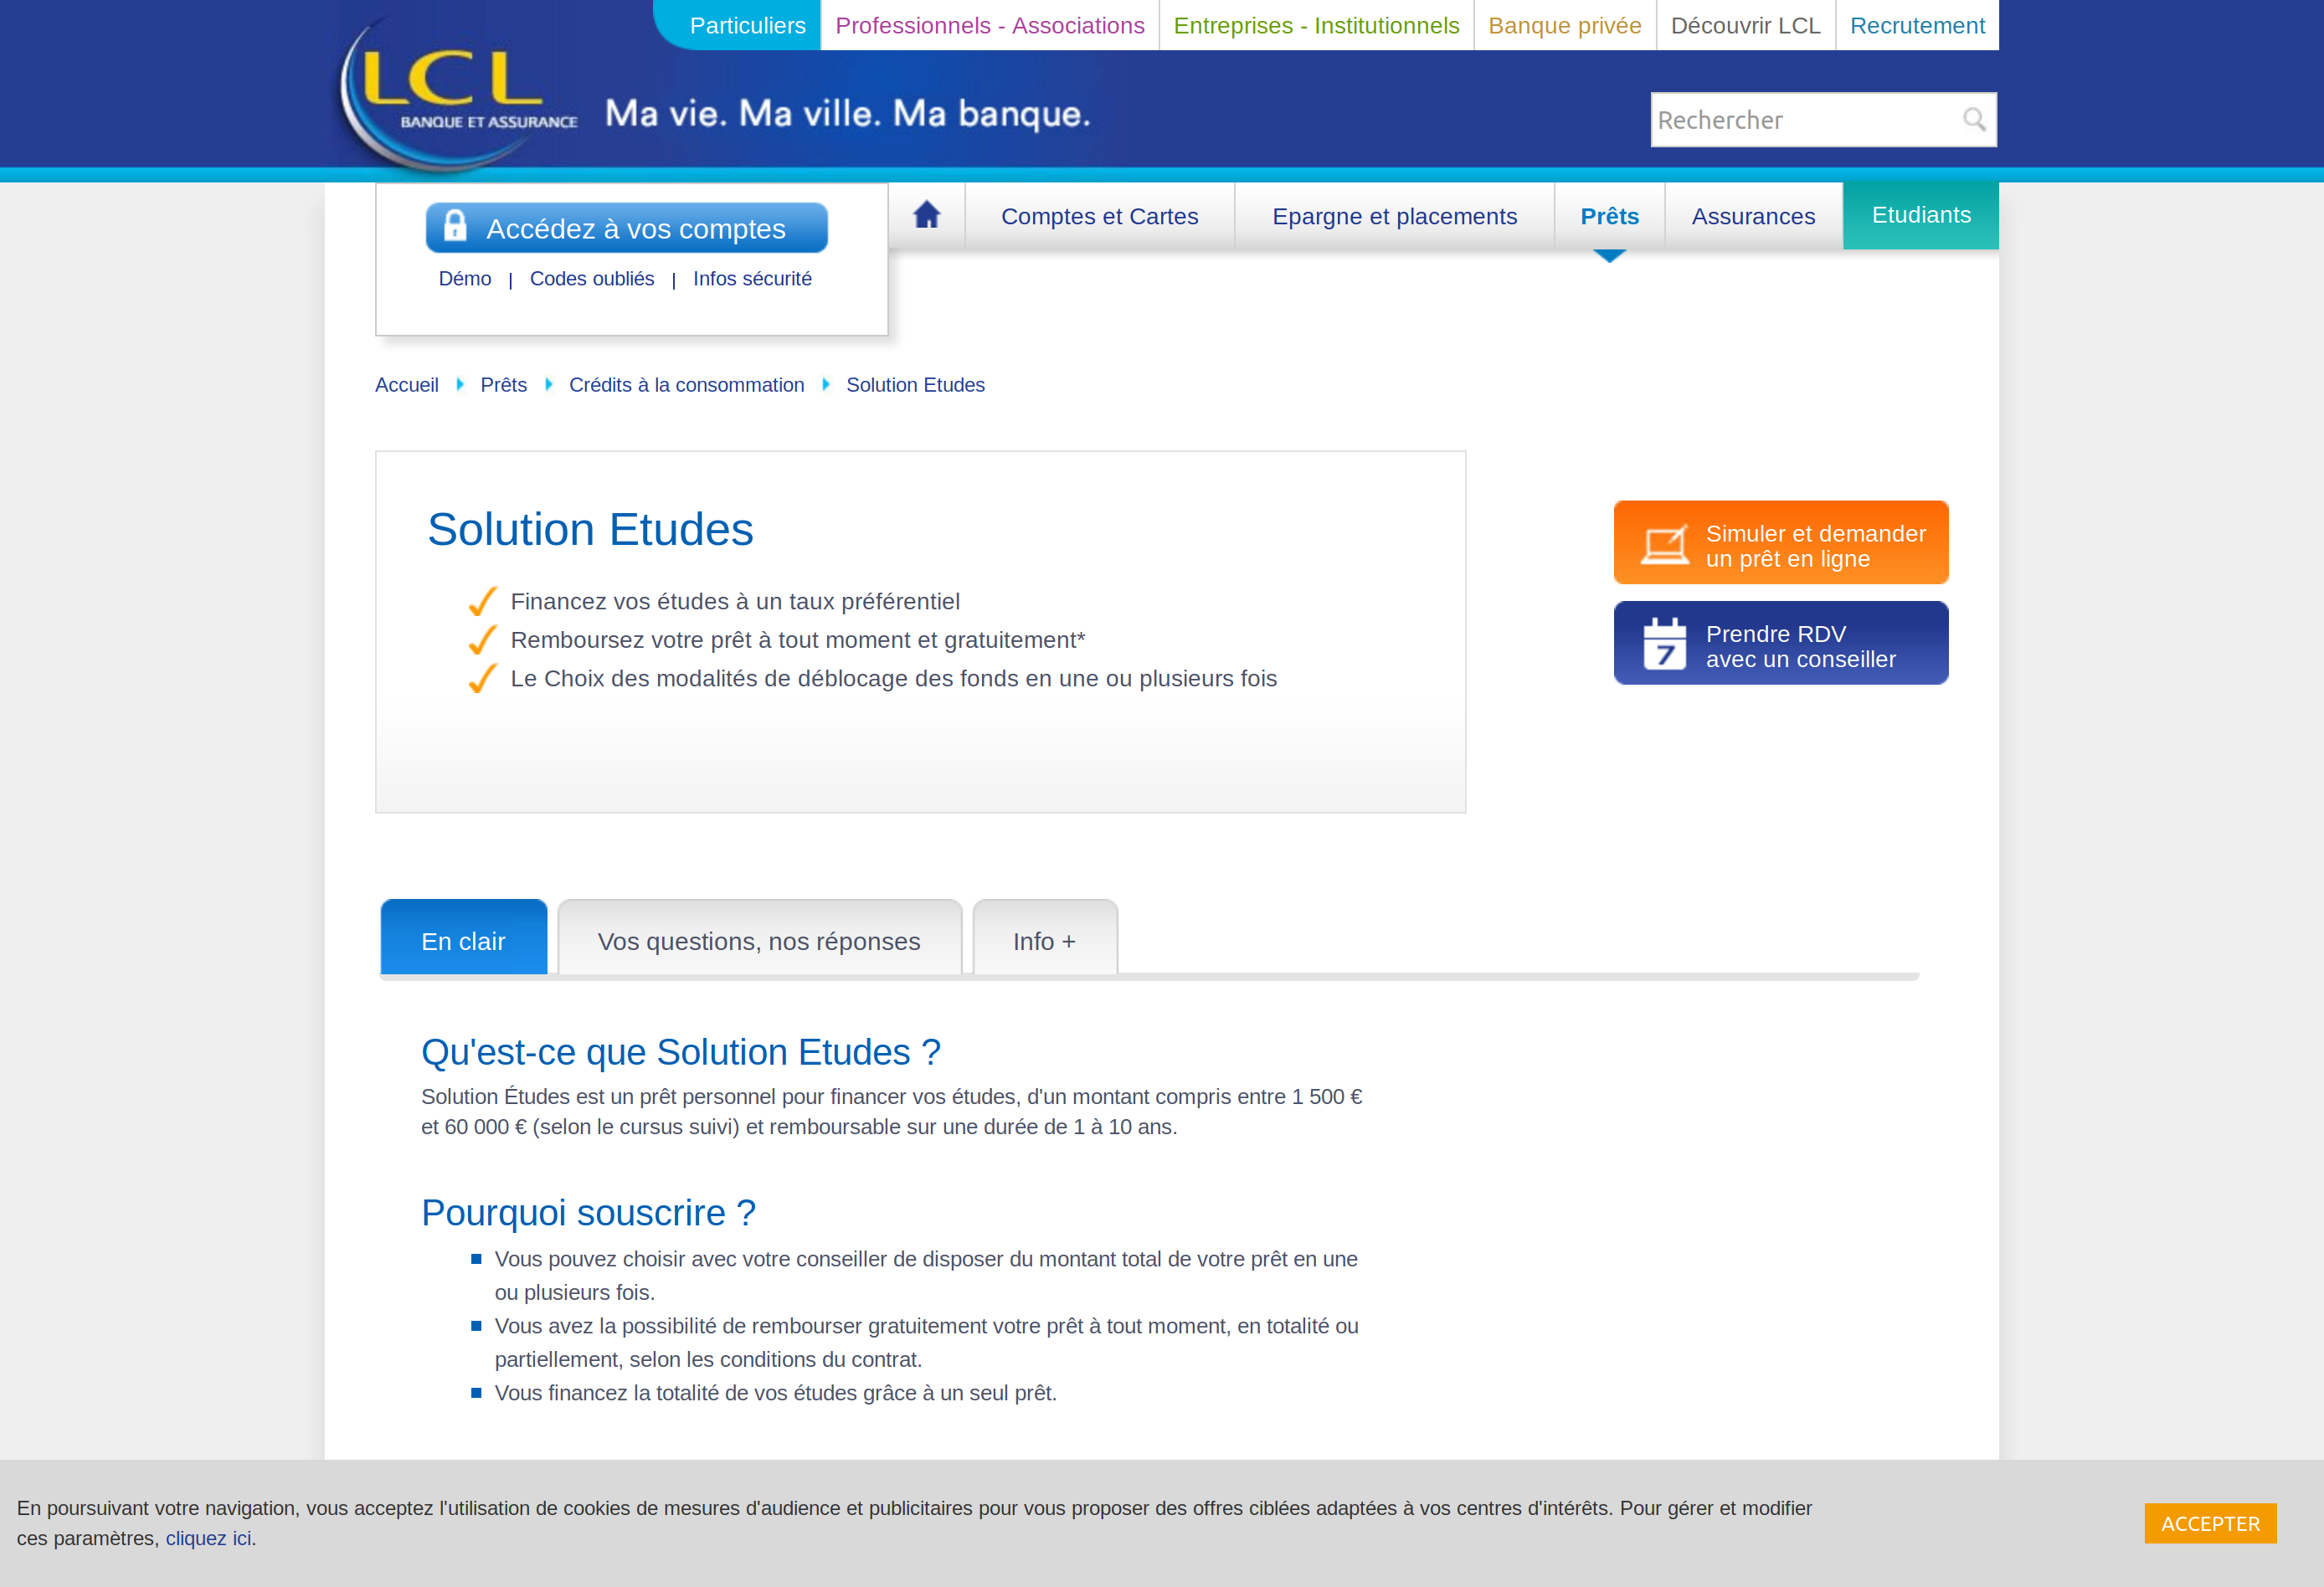 Particuliers
Professionnels - Associations
Entreprises - Institutionnels
Banque privée
Découvrir LCL
Recrutement
LCL
BANQUE ET ASSURANCE
Ma vie. Ma ville. Ma banque.
Rechercher
Accédez à vos comptes
Démo | Codes oubliés | Infos sécurité
Comptes et Cartes
Epargne et placements
Prêts
Assurances
Etudiants
Accueil
Prêts
Crédits à la consommation
Solution Etudes
Solution Etudes
Financez vos études à un taux préférentiel
Remboursez votre prêt à tout moment et gratuitement*
Le Choix des modalités de déblocage des fonds en une ou plusieurs fois
Simuler et demander
un prêt en ligne
7
Prendre RDV
avec un conseiller
En clair
Vos questions, nos réponses
Info +
Qu'est-ce que Solution Etudes ?
Solution Études est un prêt personnel pour financer vos études, d'un montant compris entre 1 500 €
et 60 000 € (selon le cursus suivi) et remboursable sur une durée de 1 à 10 ans.
Pourquoi souscrire ?
Vous pouvez choisir avec votre conseiller de disposer du montant total de votre prêt en une
ou plusieurs fois.
Vous avez la possibilité de rembourser gratuitement votre prêt à tout moment, en totalité ou
partiellement, selon les conditions du contrat.
Vous financez la totalité de vos études grâce à un seul prêt.
En poursuivant votre navigation, vous acceptez l'utilisation de cookies de mesures d'audience et publicitaires pour vous proposer des offres ciblées adaptées à vos centres d'intérêts. Pour gérer et modifier
ces paramètres, cliquez ici.
ACCEPTER